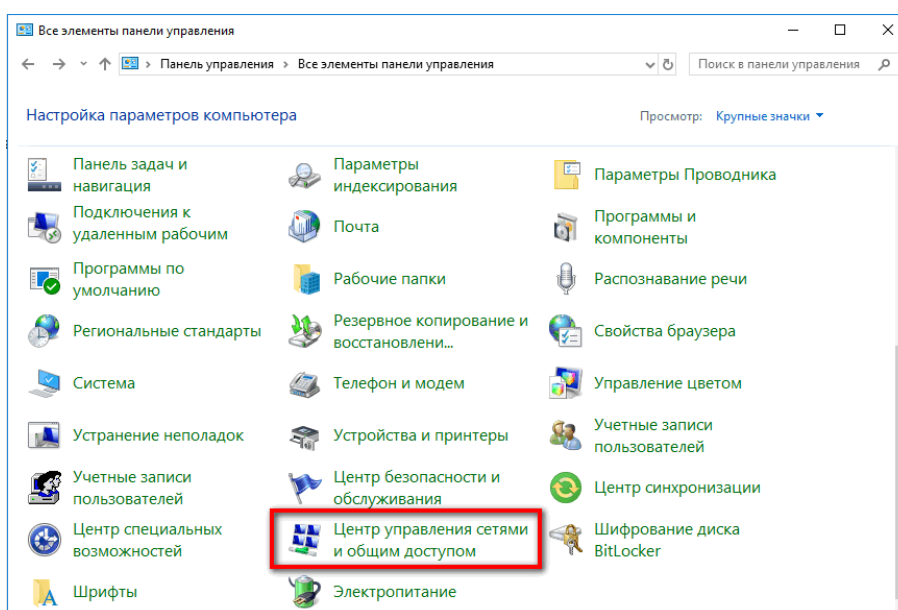 Все элементы панели управления
Панель управления › Все элементы панели управления
Поиск в панели управления
Настройка параметров компьютера
Просмотр: Крупные значки
Панель задач и
навигация
Параметры
индексирования
Параметры Проводника
Подключения к
удаленным рабочим
Почта
Программы и
компоненты
Программы по
умолчанию
Рабочие папки
Распознавание речи
Региональные стандарты
Резервное копирование и
восстановлени...
Свойства браузера
Система
Телефон и модем
Управление цветом
Устранение неполадок
Устройства и принтеры
Учетные записи
пользователей
Учетные записи
пользователей
Центр безопасности и
обслуживания
Центр синхронизации
Центр специальных
возможностей
Центр управления сетями
и общим доступом
Шифрование диска
BitLocker
Шрифты
Электропитание